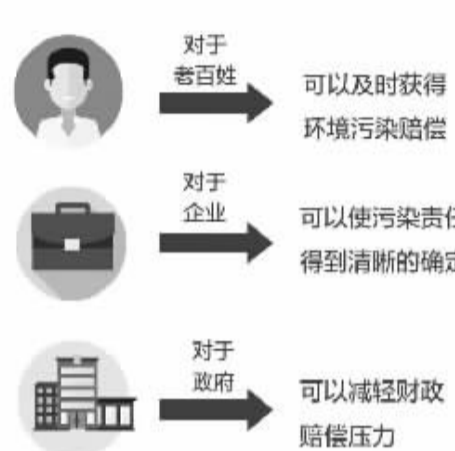 对于
老百姓
可以及时获得
环境污染赔偿
对于
企业
可以使污染责任
得到清晰的确定
对于
政府
可以减轻财政
赔偿压力